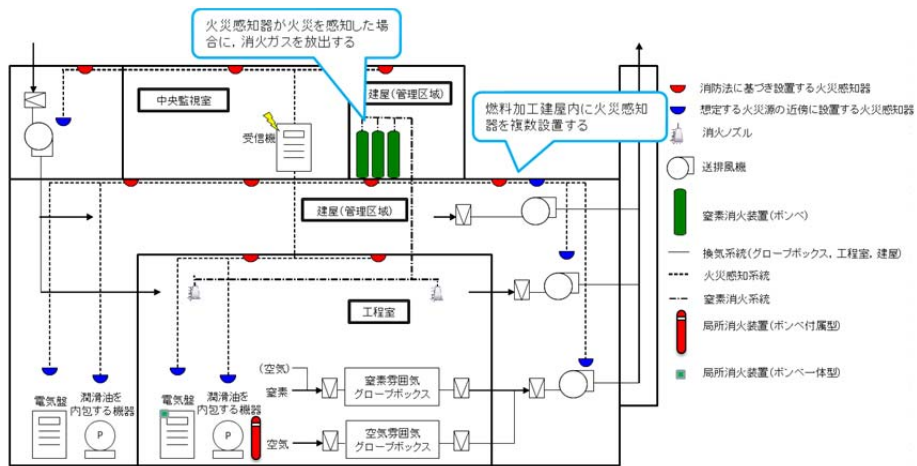 火災感知器が火災を感知した場
合に，消火ガスを放出する
中央監視室
建屋(管理区域)
受信機
燃料加工建屋内に火災感知
器を複数設置する
建屋(管理区域)
工程室
(空気)
窒素
窒素雰囲気
グローブボックス
空気
空気雰囲気
グローブボックス
電気盤
潤滑油を
内包する機器
P
電気盤
潤滑油を
内包する機器
P
消防法に基づき設置する火災感知器
想定する火災源の近傍に設置する火災感知器
消火ノズル
送排風機
窒素消火装置(ボンベ)
換気系統(グローブボックス，工程室，建屋)
火災感知系統
窒素消火系統
局所消火装置(ボンベ付属型)
局所消火装置(ボンベ一体型)